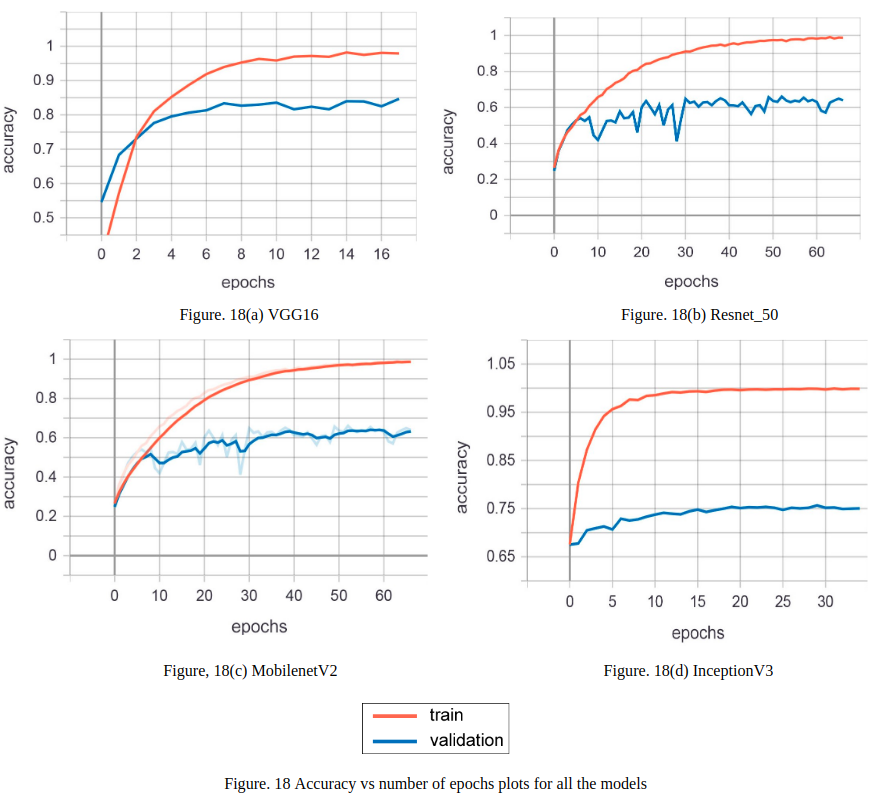 1
0.9
0.8
0.7
0.6
0.5
accuracy
0 2 4 6 8 10 12 14 16
epochs
Figure. 18(a) VGG16
1
0.8
0.6
0.4
0.2
0
accuracy
0 10 20 30 40 50 60
epochs
Figure. 18(b) Resnet_50
1
0.8
0.6
0.4
0.2
0
accuracy
0 10 20 30 40 50 60
epochs
Figure, 18(c) MobilenetV2
1.05
0.95
0.85
0.75
0.65
accuracy
0 5 10 15 20 25 30
epochs
Figure. 18(d) InceptionV3
train
validation
Figure. 18 Accuracy vs number of epochs plots for all the models